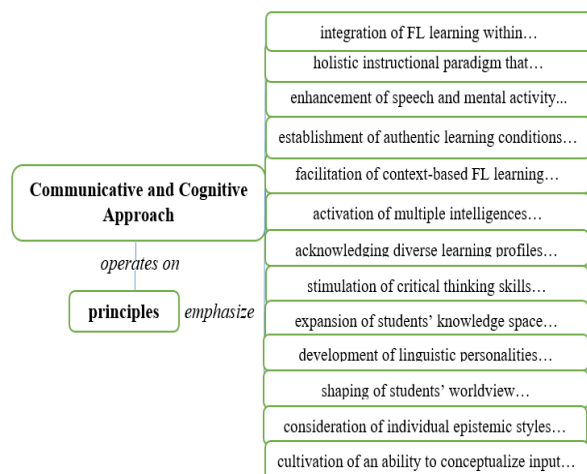 Communicative and Cognitive
Approach
operates on
principles
emphasize
integration of FL learning within…
holistic instructional paradigm that…
enhancement of speech and mental activity...
establishment of authentic learning conditions…
facilitation of context-based FL learning…
activation of multiple intelligences…
acknowledging diverse learning profiles…
stimulation of critical thinking skills…
expansion of students’ knowledge space…
development of linguistic personalities…
shaping of students’ worldview…
consideration of individual epistemic styles…
cultivation of an ability to conceptualize input…